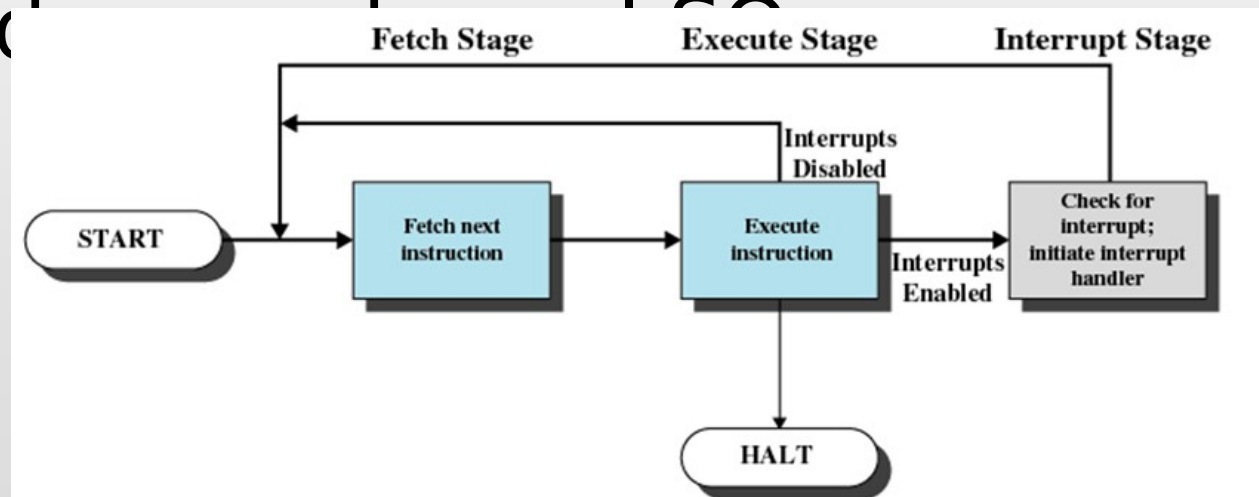 Fetch Stage
Execute Stage
Interrupt Stage
Interrupts
Disabled
START
Fetch next
instruction
Execute
instruction
Interrupts
Enabled
Check for
interrupt;
initiate interrupt
handler
HALT